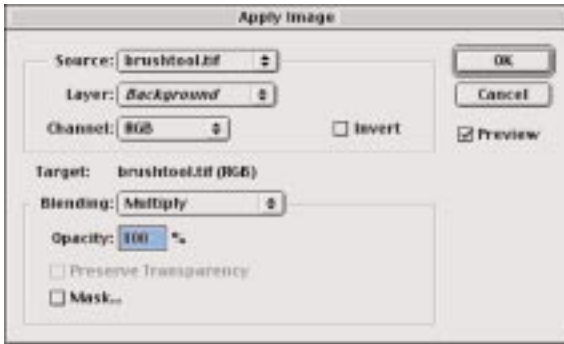 Apply Image
Source: brushtool.tif
OK
Layer: Background
Cancel
Channel: RGB
Invert
Preview
Target: brushtool.tif (RGB)
Blending: Multiply
Opacity: 100 %
Preserve Transparency
Mask...